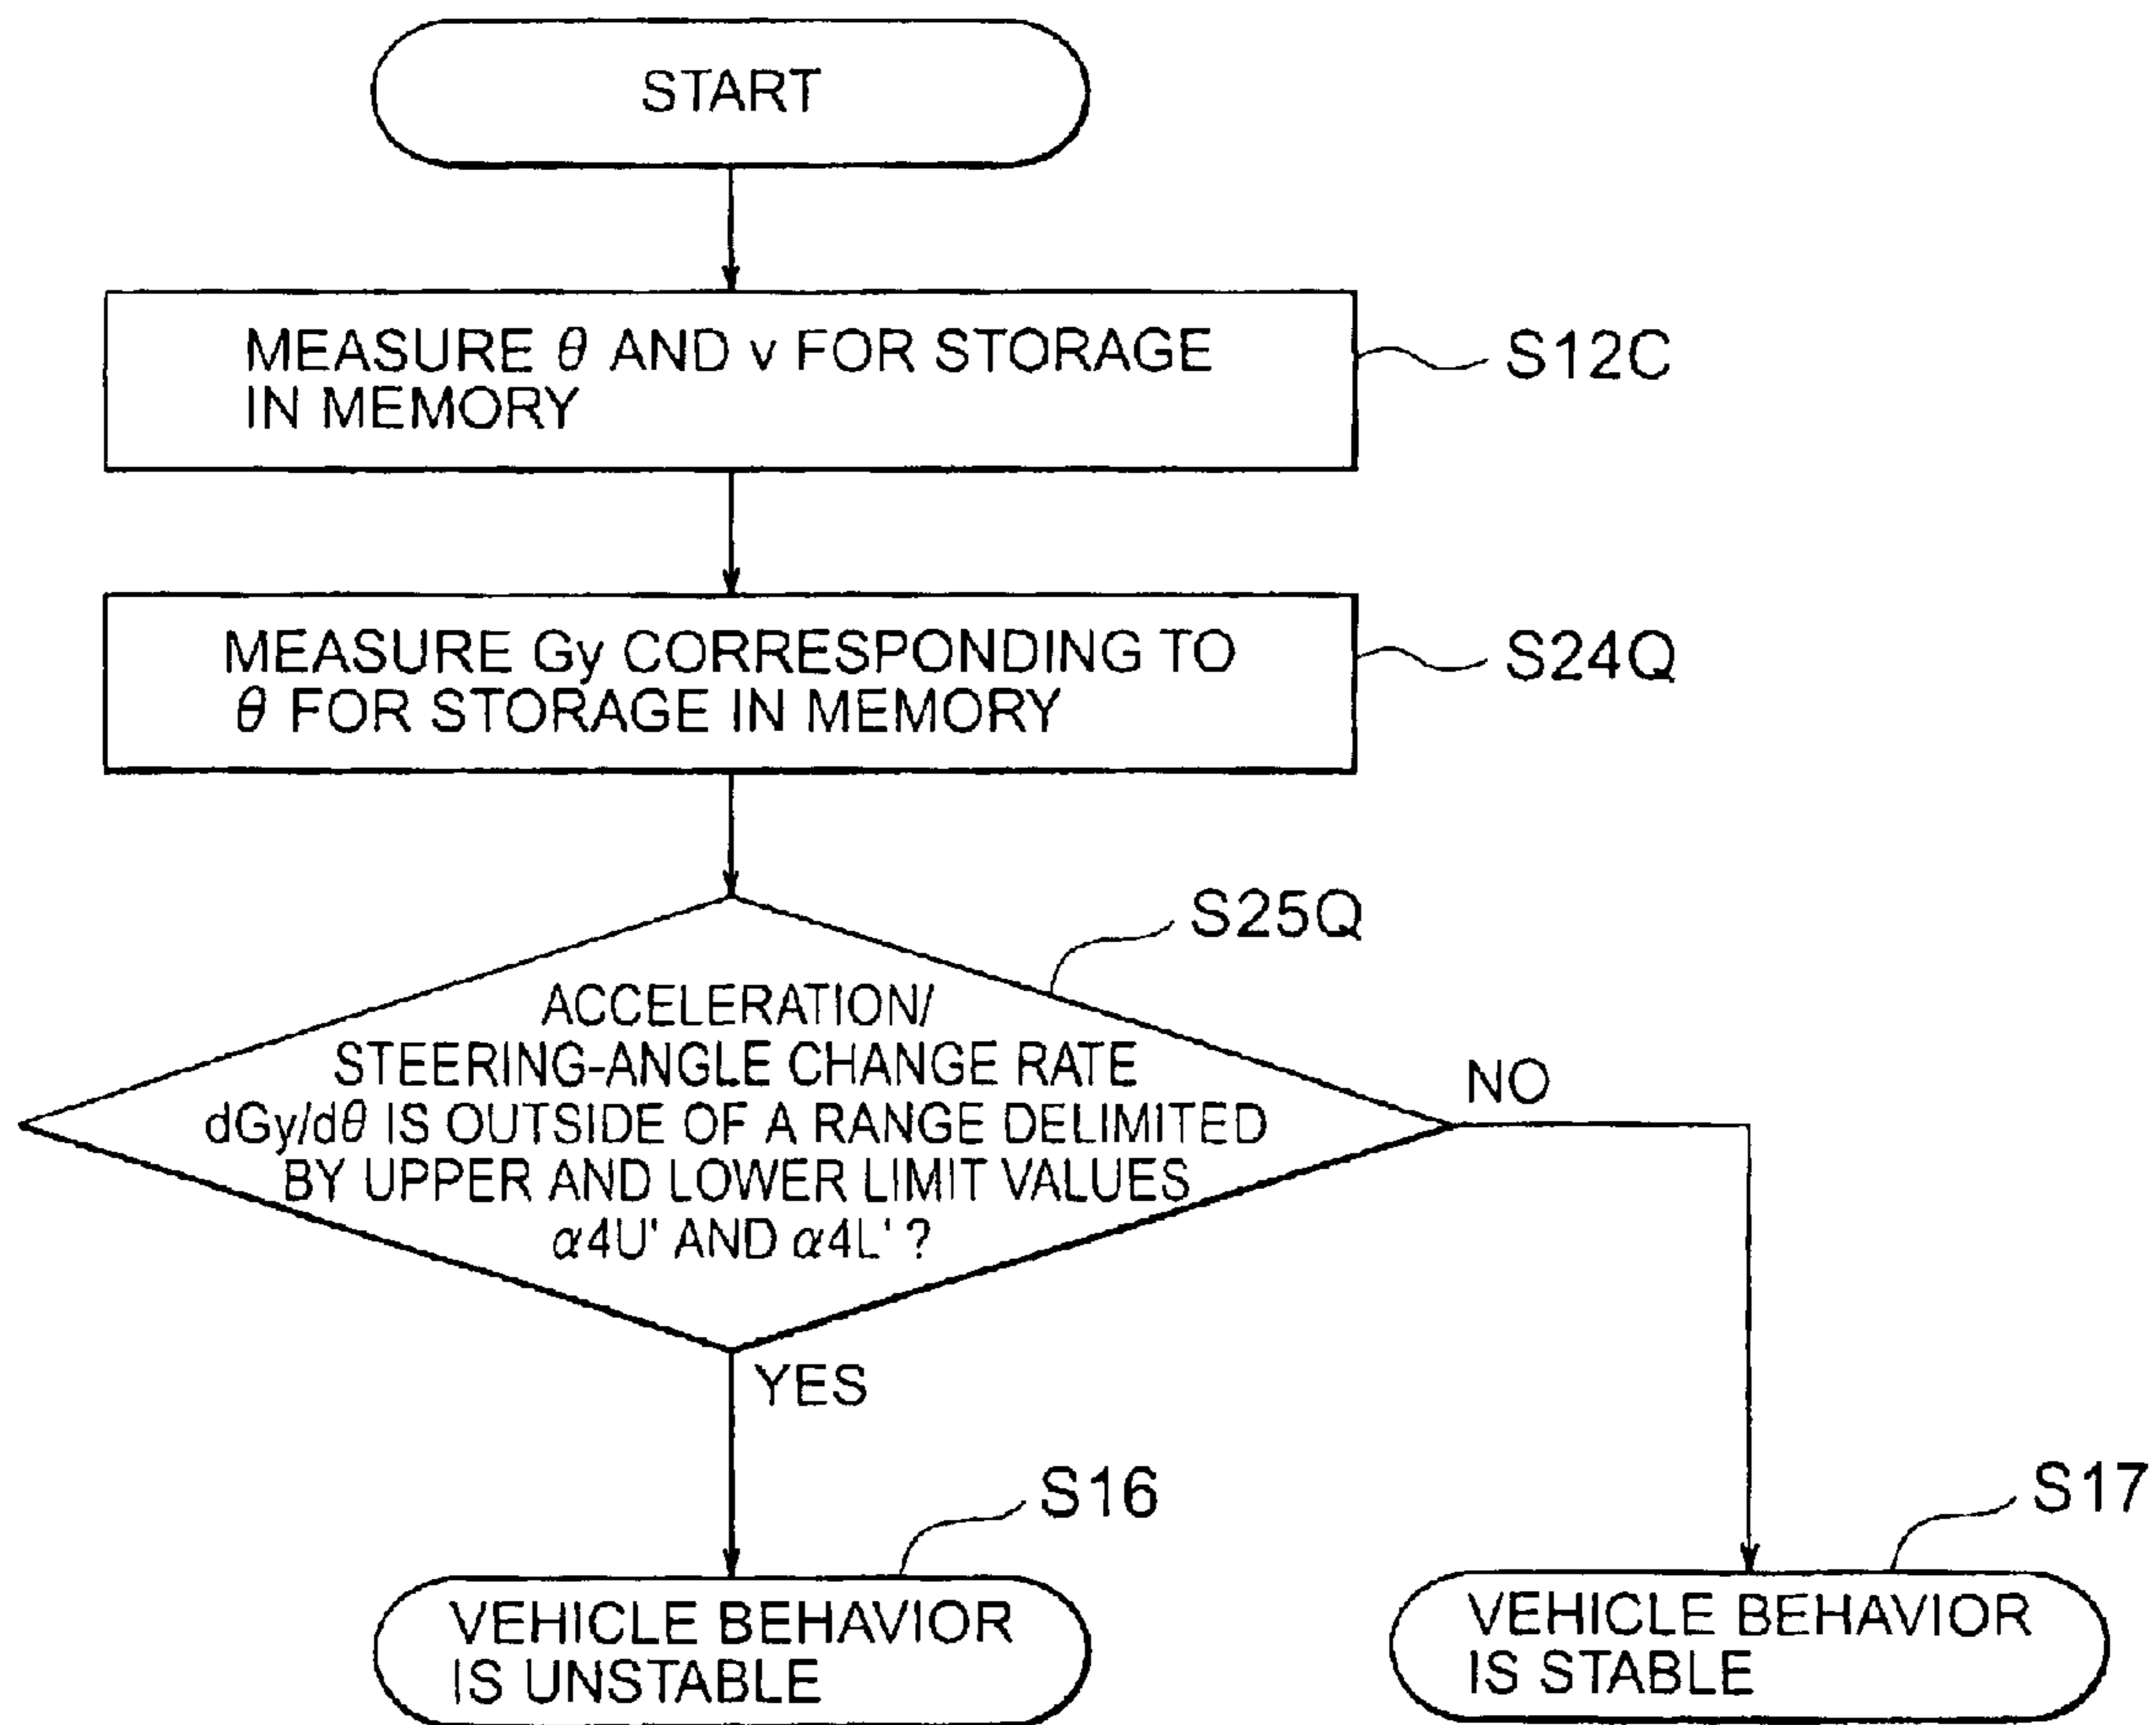 START
MEASURE θ AND v FOR STORAGE
IN MEMORY
S12C
MEASURE Gy CORRESPONDING TO
θ FOR STORAGE IN MEMORY
S24Q
S25Q
ACCELERATION/
STEERING-ANGLE CHANGE RATE
dGy/dθ IS OUTSIDE OF A RANGE DELIMITED
BY UPPER AND LOWER LIMIT VALUES
α4U' AND α4L' ?
NO
YES
S16
VEHICLE BEHAVIOR
IS UNSTABLE
S17
VEHICLE BEHAVIOR
IS STABLE